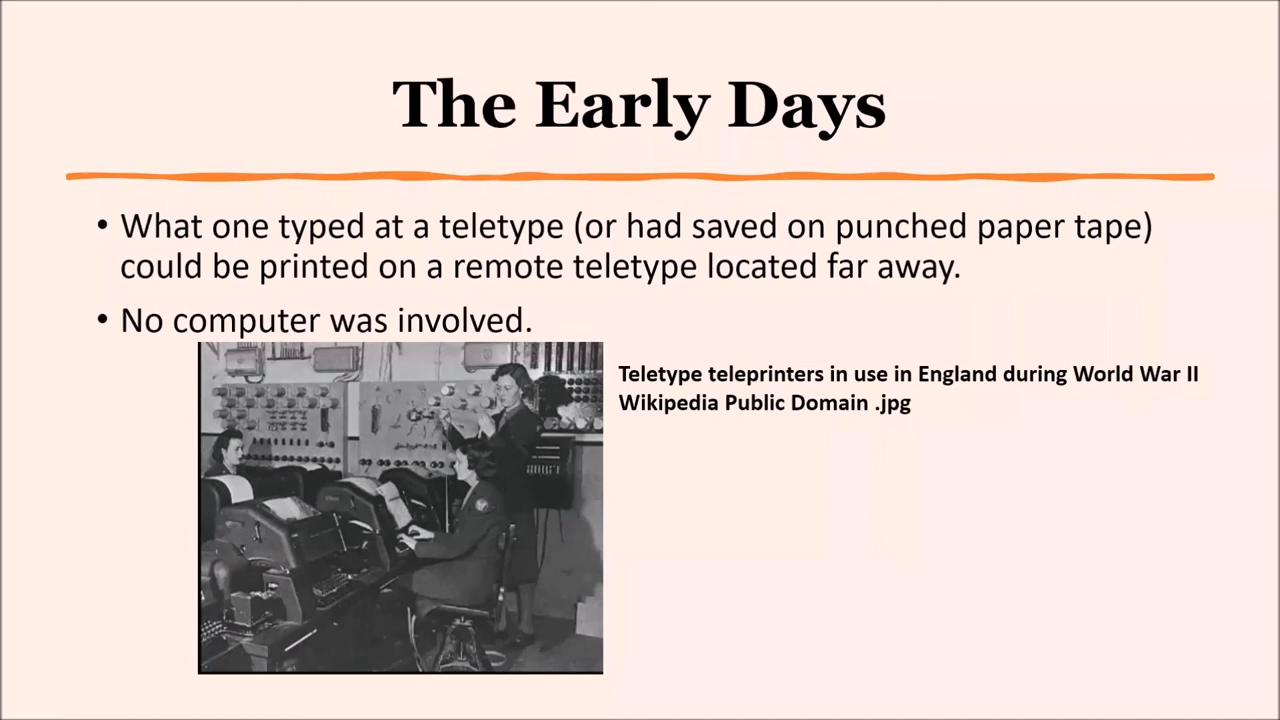 The Early Days
• What one typed at a teletype (or had saved on punched paper tape)
could be printed on a remote teletype located far away.
• No computer was involved.
Teletype teleprinters in use in England during World War II
Wikipedia Public Domain .jpg